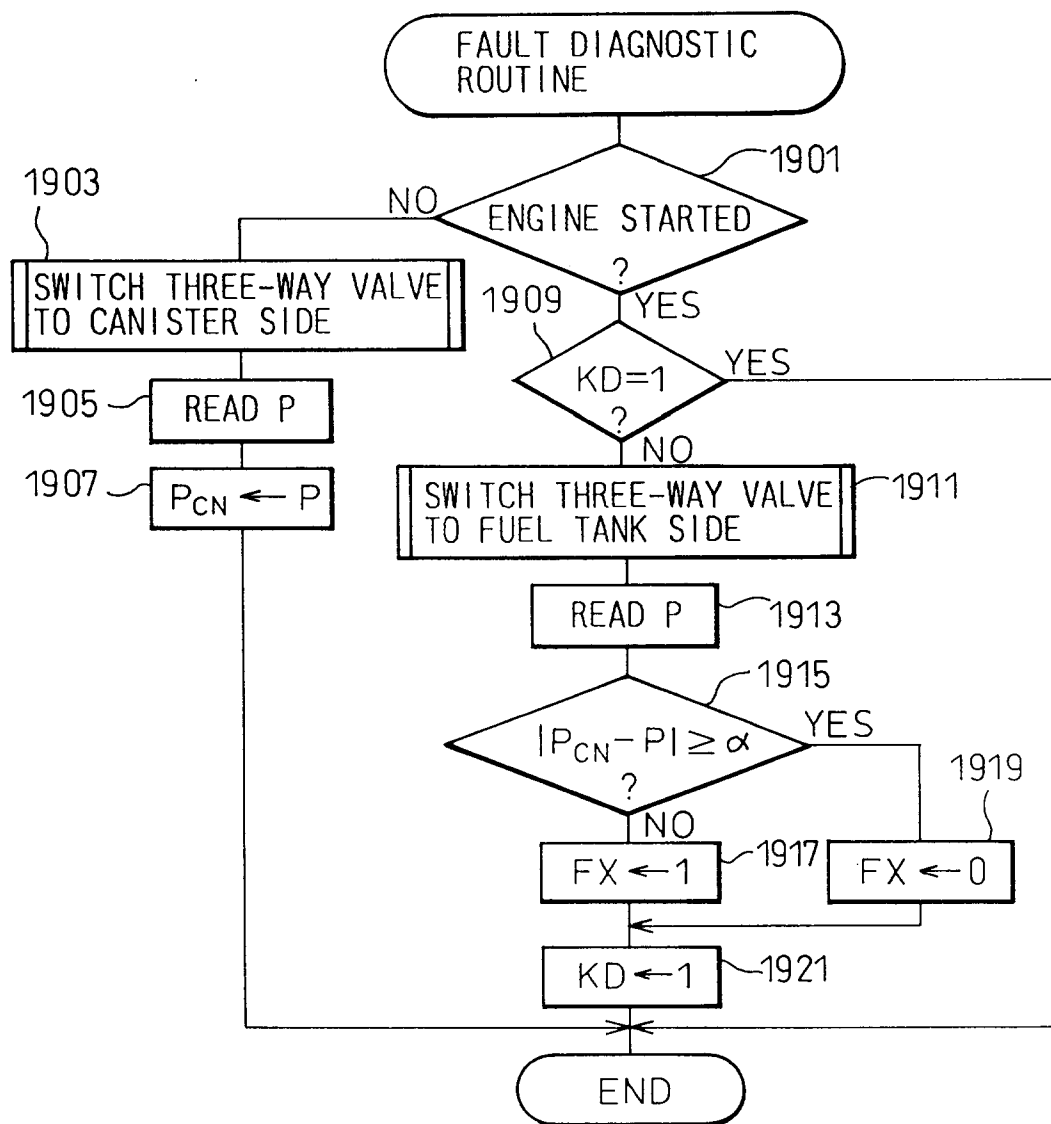 FAULT DIAGNOSTIC
ROUTINE
1901
1903
NO
ENGINE STARTED
?
SWITCH THREE-WAY VALVE
TO CANISTER SIDE
1909
YES
KD=1
?
YES
1905
READ P
NO
1907
PCN ← P
SWITCH THREE-WAY VALVE
TO FUEL TANK SIDE
1911
READ P
1913
1915
|PCN-P| ≥ α
?
YES
1919
NO
FX ← 1
1917
FX ← 0
KD ← 1
1921
END